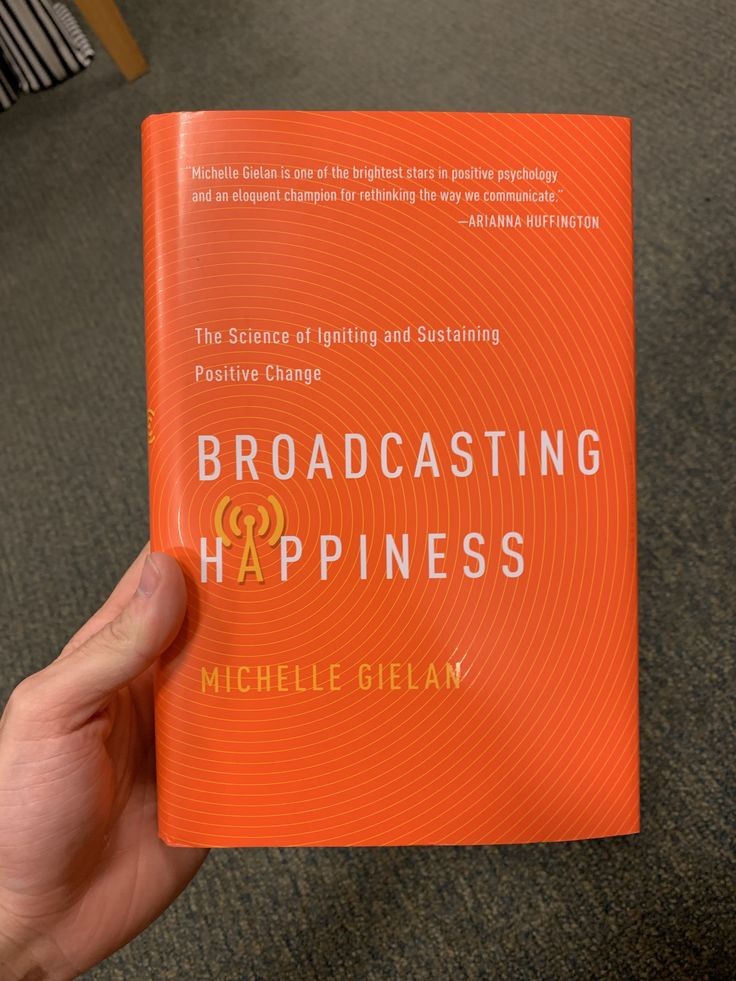 “Michelle Gielan is one of the brightest stars in positive psychology
and an eloquent champion for rethinking the way we communicate.”
—ARIANNA HUFFINGTON
The Science of Igniting and Sustaining
Positive Change
BROADCASTING
HAPPINESS
MICHELLE GIELAN